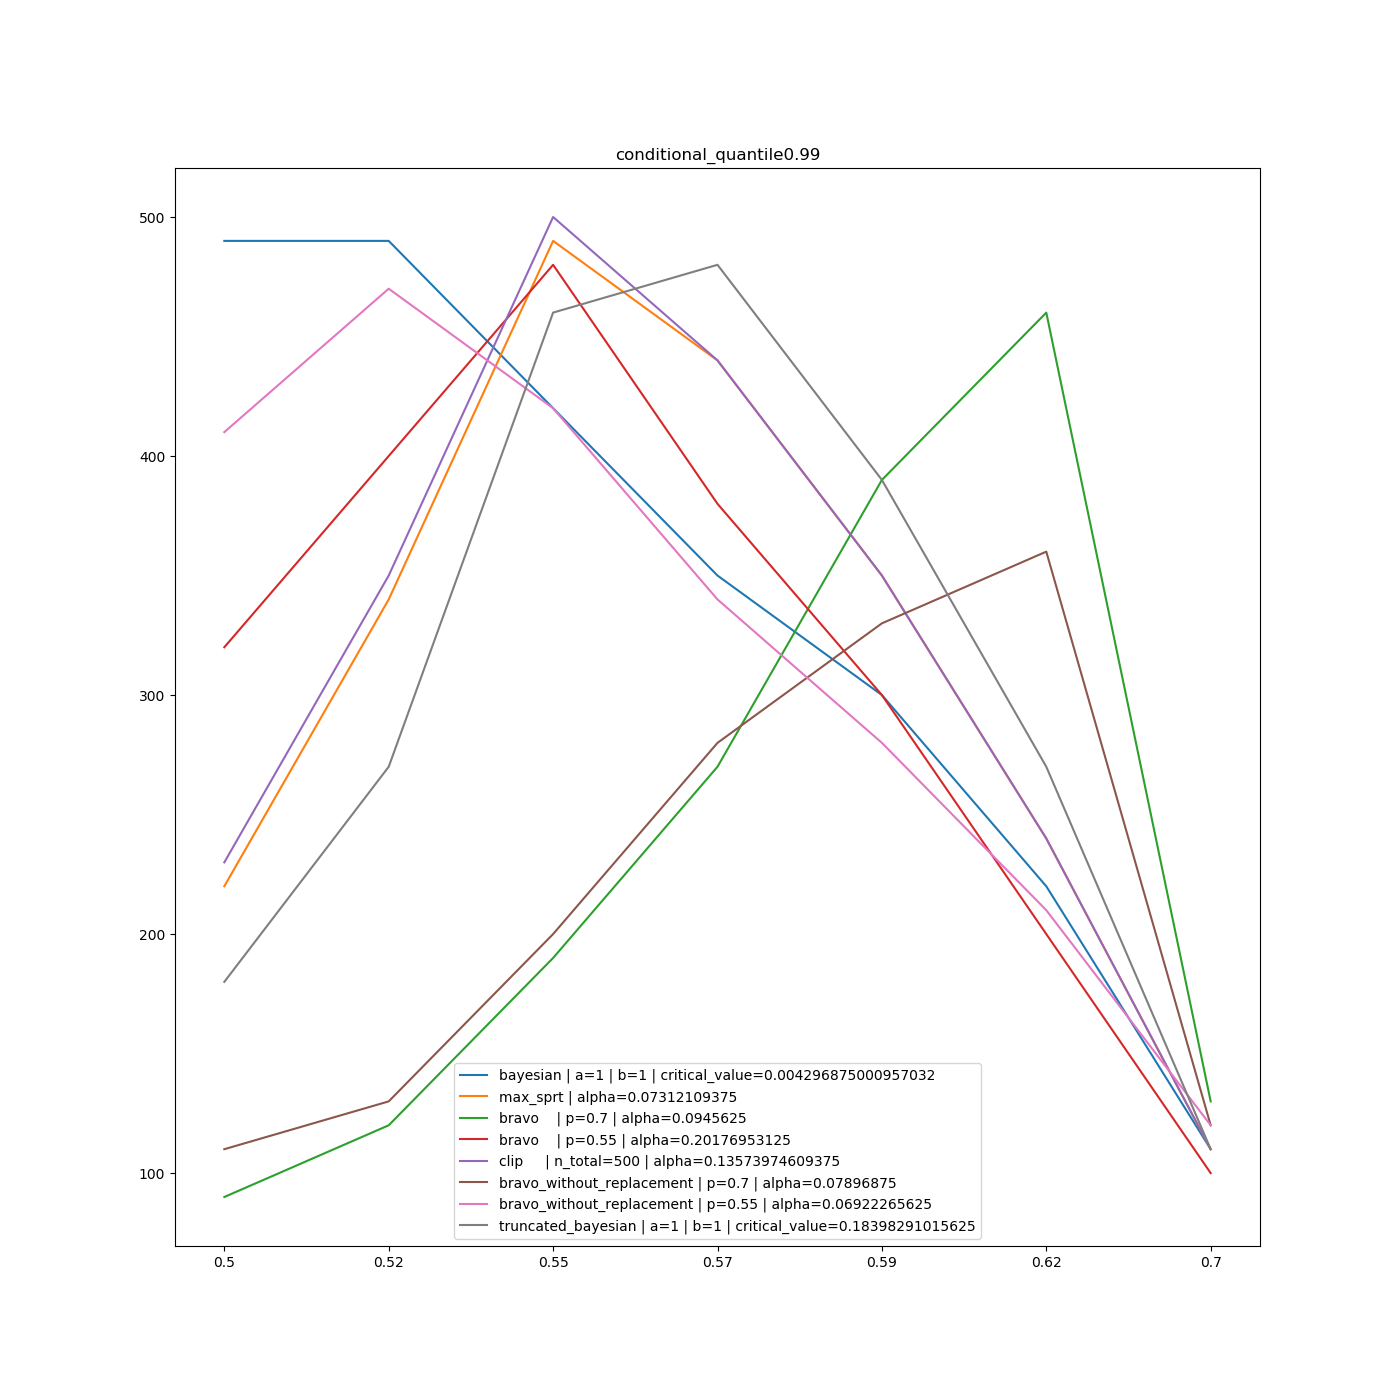 conditional_quantile0.99
500
400
300
200
100
bayesian | a=1 | b=1 | critical_value=0.004296875000957032
max_sprt | alpha=0.07312109375
bravo    | p=0.7 | alpha=0.0945625
bravo    | p=0.55 | alpha=0.20176953125
clip     | n_total=500 | alpha=0.13573974609375
bravo_without_replacement | p=0.7 | alpha=0.07896875
bravo_without_replacement | p=0.55 | alpha=0.06922265625
truncated_bayesian | a=1 | b=1 | critical_value=0.18398291015625
0.5 0.52 0.55 0.57 0.59 0.62 0.7